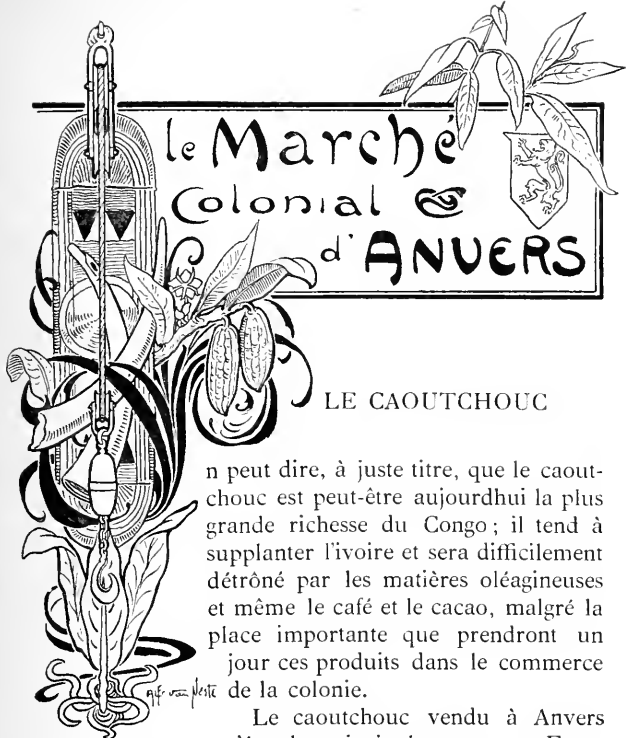 le Marché
Colonial
d'ANVERS
LE CAOUTCHOUC
n peut dire, à juste titre, que le caout-
chouc est peut-être aujourdhui la plus
grande richesse du Congo ; il tend à
supplanter l'ivoire et sera difficilement
détrôné par les matières oléagineuses
et même le café et le cacao, malgré la
place importante que prendront un
jour ces produits dans le commerce
de la colonie.
Le caoutchouc vendu à Anvers